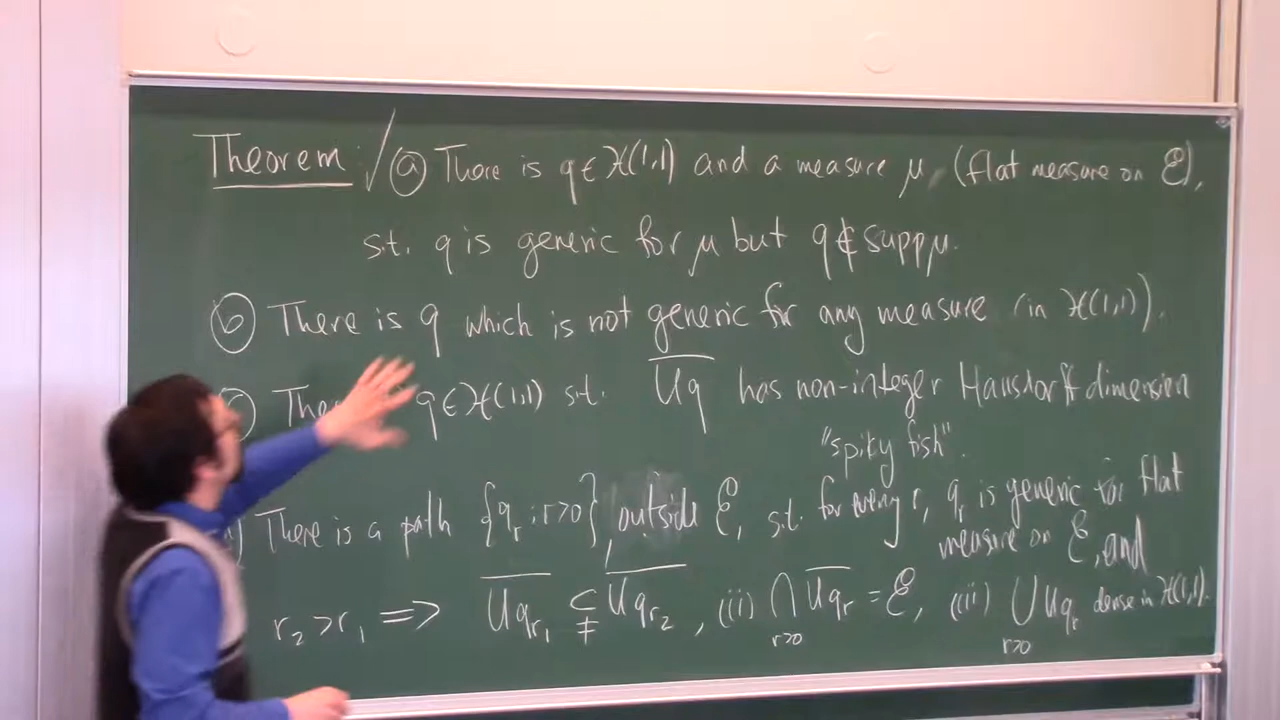 Theorem: ⓐ There is q ∈ ℋ(1,1) and a measure μ, (flat measure on ℰ),
s.t. q is generic for μ but q ∉ supp μ.
ⓑ There is q which is not generic for any measure (in ℋ(1,1)).
q ∈ ℋ(1,1) s.t. \overline{Uq} has non-integer Hausdorff dimension
"spiky fish".
There is a path {q_r : r>0}, outside ℰ, s.t. for every r, q_r is generic for flat
measure on ℰ, and
r_2 > r_1 => \overline{Uq_{r_1}} ⊊ \overline{Uq_{r_2}}, (ii) ⋂_{r>0} \overline{Uq_r} = ℰ, (iii) ⋃_{r>0} Uq_r dense in ℋ(1,1).